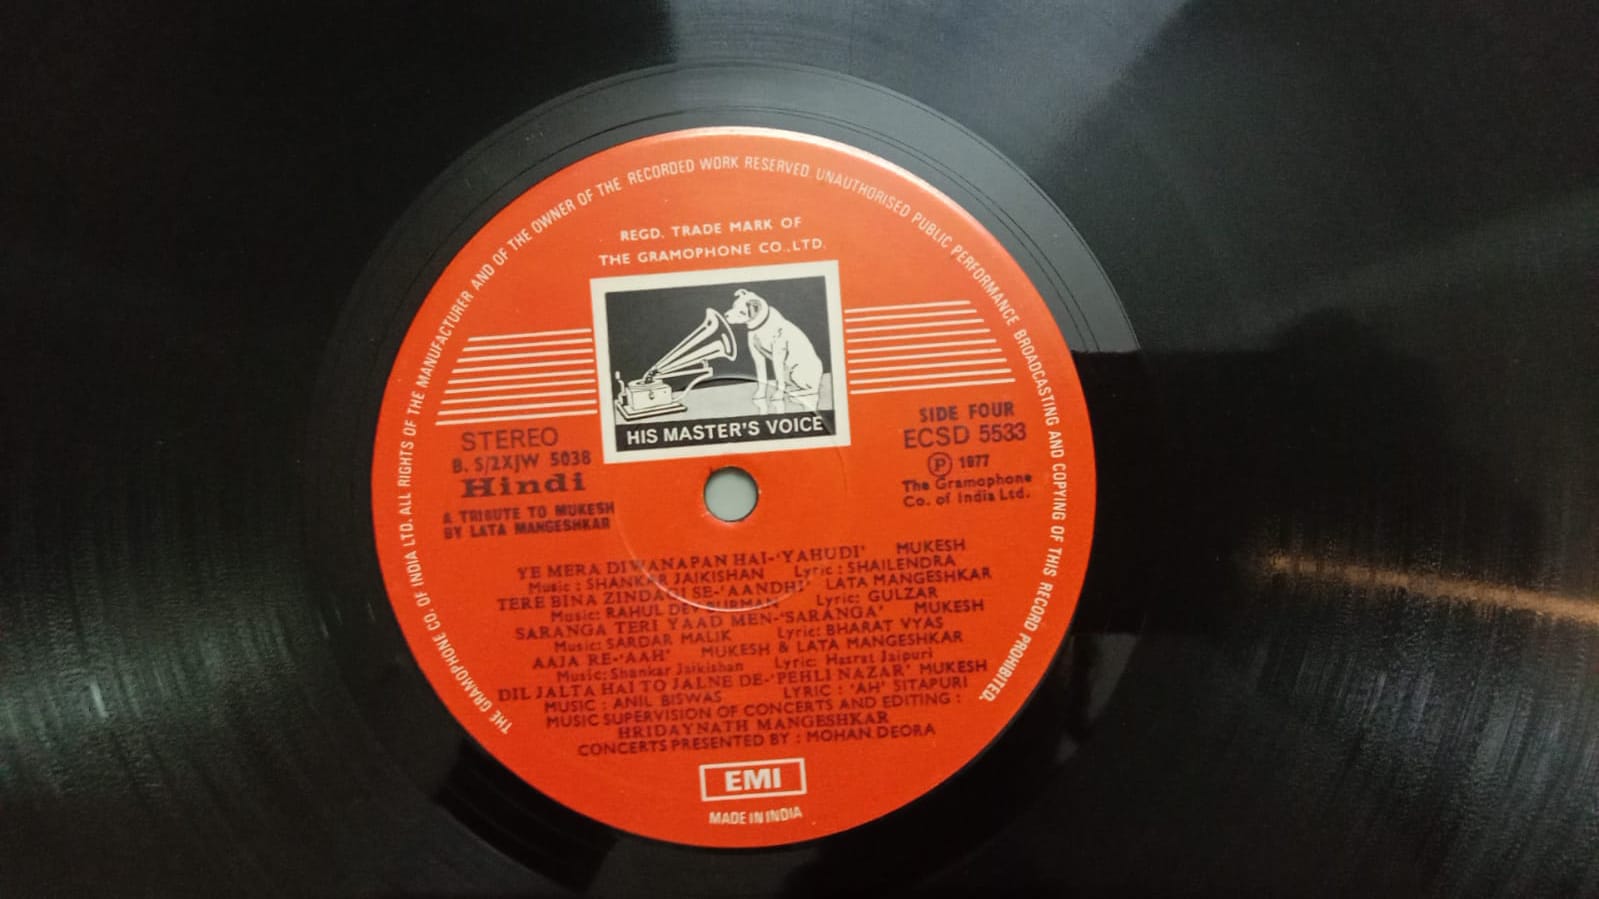 THE GRAMOPHONE CO. OF INDIA LTD. ALL RIGHTS OF THE MANUFACTURER AND OF THE OWNER OF THE RECORDED WORK RESERVED. UNAUTHORISED PUBLIC PERFORMANCE BROADCASTING AND COPYING OF THIS RECORD PROHIBITED.
REGD. TRADE MARK OF
THE GRAMOPHONE CO., LTD.
HIS MASTER'S VOICE
STEREO
B. S/2XJW 5038
Hindi
A TRIBUTE TO MUKESH
BY LATA MANGESHKAR
SIDE FOUR
ECSD 5533
Ⓟ 1977
The Gramophone
Co. of India Ltd.
YE MERA DIWANAPAN HAI-'YAHUDI' MUKESH
Music : SHANKAR JAIKISHAN Lyric : SHAILENDRA
TERE BINA ZINDAGI SE-'AANDHI' LATA MANGESHKAR
Music: RAHUL DEV BURMAN Lyric: GULZAR
SARANGA TERI YAAD MEN-'SARANGA' MUKESH
Music: SARDAR MALIK Lyric: BHARAT VYAS
AAJA RE-'AAH' MUKESH & LATA MANGESHKAR
Music: Shankar Jaikishan Lyric: Hasrat Jaipuri
DIL JALTA HAI TO JALNE DE-'PEHLI NAZAR' MUKESH
MUSIC : ANIL BISWAS LYRIC : 'AH' SITAPURI
MUSIC SUPERVISION OF CONCERTS AND EDITING :
HRIDAYNATH MANGESHKAR
CONCERTS PRESENTED BY : MOHAN DEORA
EMI
MADE IN INDIA